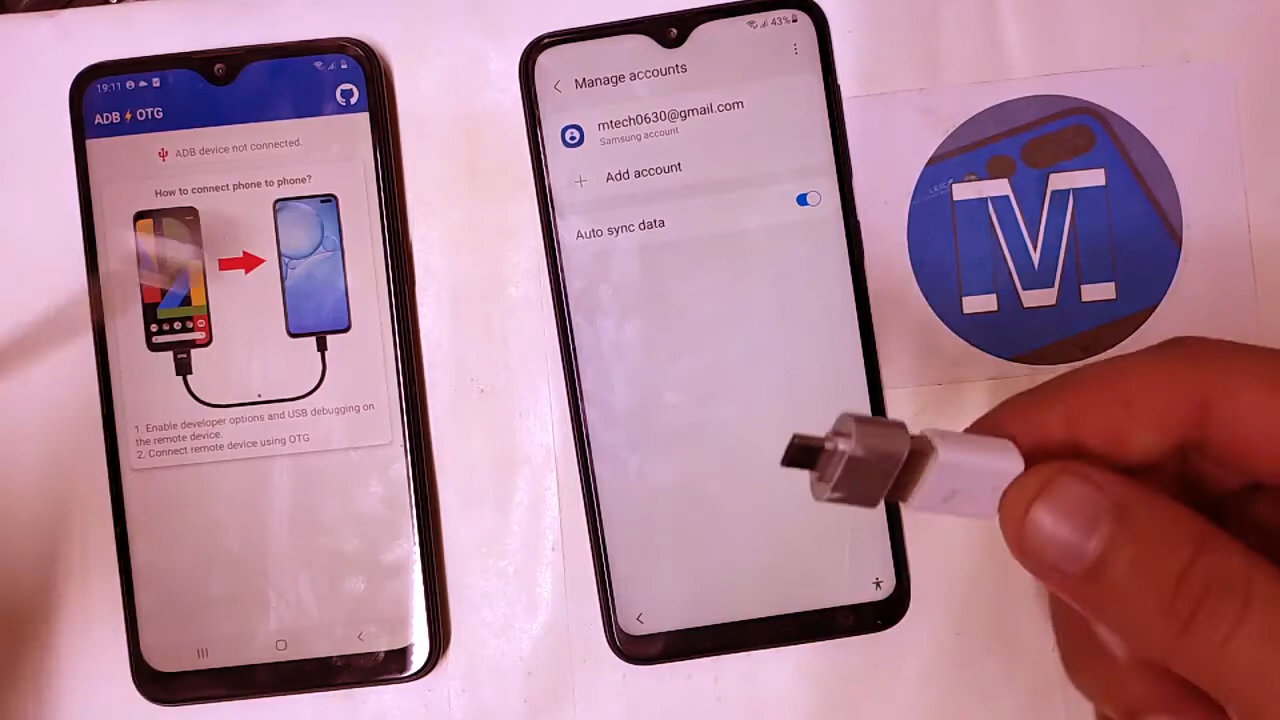 19:11
ADB OTG
ADB device not connected.
How to connect phone to phone?
1. Enable developer options and USB debugging on
the remote device.
2. Connect remote device using OTG
43%
Manage accounts
mtech0630@gmail.com
Samsung account
Add account
Auto sync data
LEICA
M